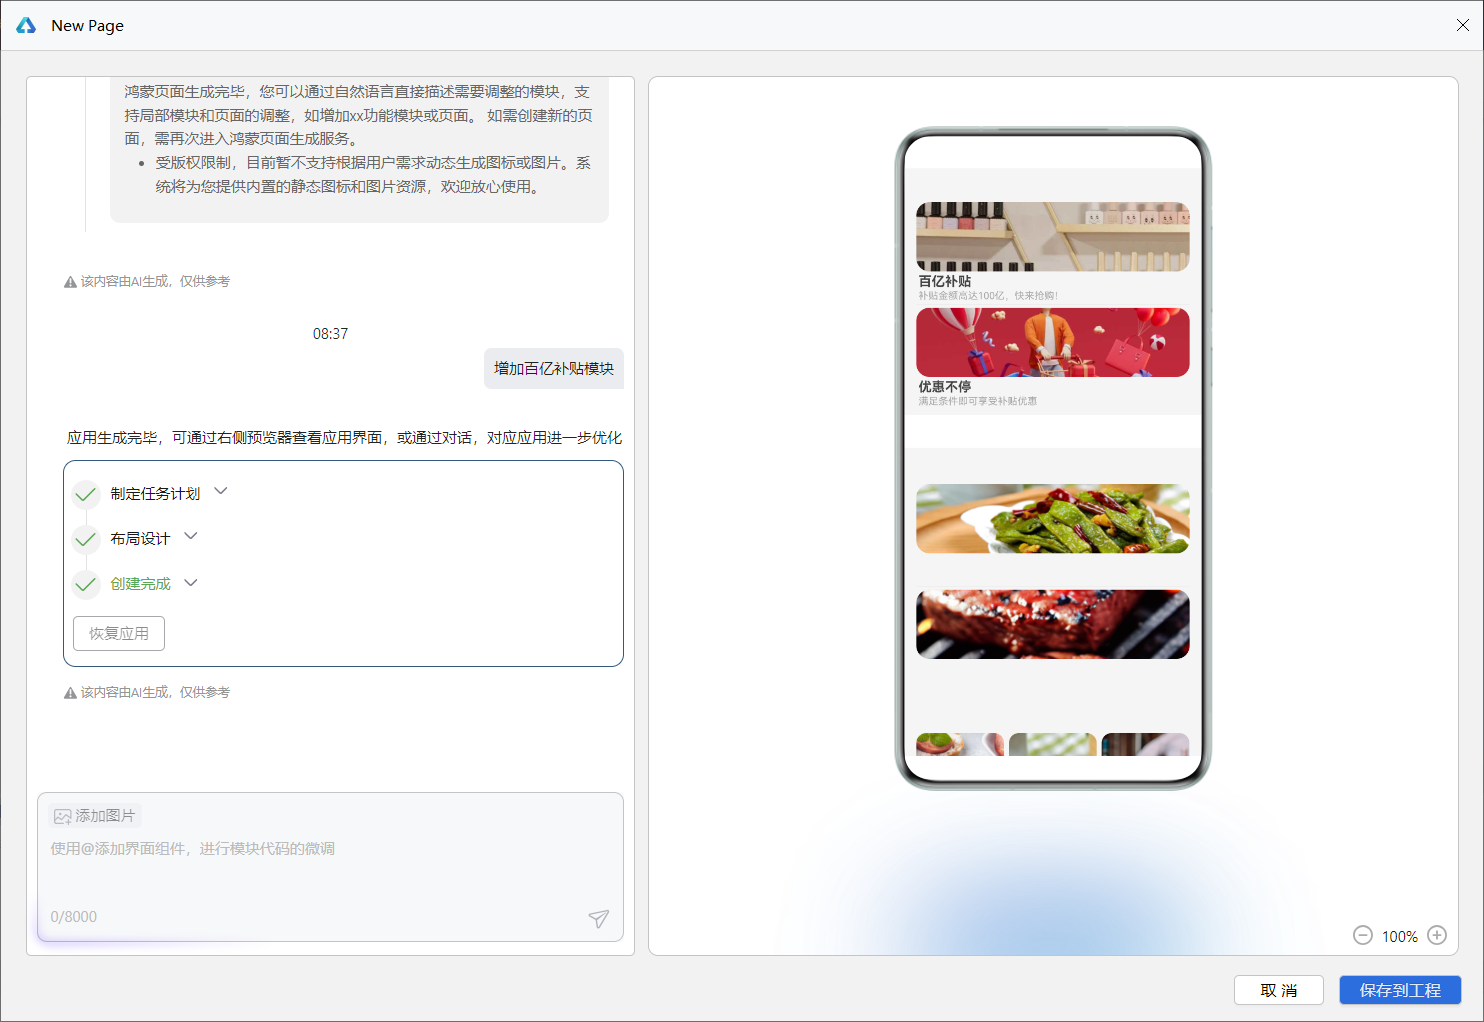 New Page
鸿蒙页面生成完毕，您可以通过自然语言直接描述需要调整的模块，支
持局部模块和页面的调整，如增加xx功能模块或页面。 如需创建新的页
面，需再次进入鸿蒙页面生成服务。
• 受版权限制，目前暂不支持根据用户需求动态生成图标或图片。系
统将为您提供内置的静态图标和图片资源，欢迎放心使用。
该内容由AI生成，仅供参考
08:37
增加百亿补贴模块
应用生成完毕，可通过右侧预览器查看应用界面，或通过对话，对应应用进一步优化
制定任务计划
布局设计
创建完成
恢复应用
该内容由AI生成，仅供参考
添加图片
使用@添加界面组件，进行模块代码的微调
0/8000
百亿补贴
补贴金额高达100亿，快来抢购！
优惠不停
满足条件即可享受补贴优惠
100%
取 消
保存到工程